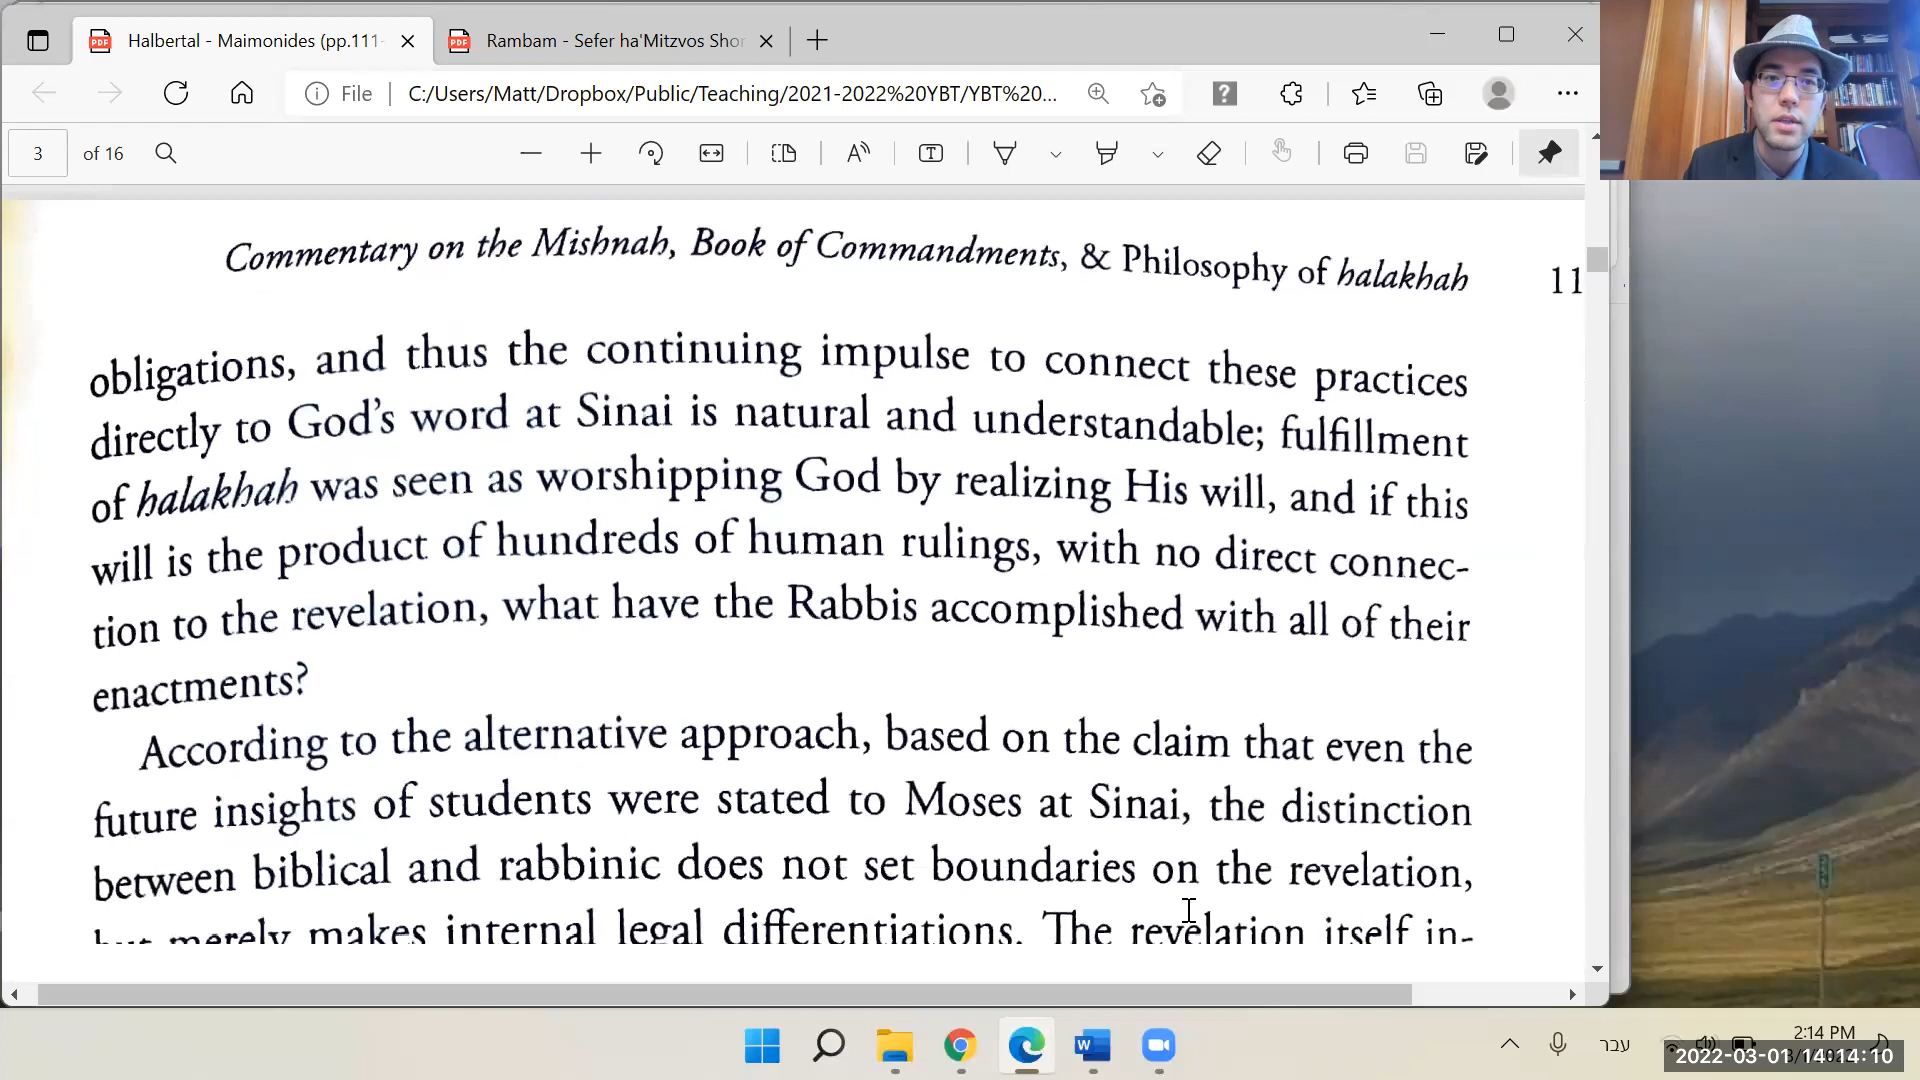 Halbertal - Maimonides (pp.111-
Rambam - Sefer ha'Mitzvos Shor
File
C:/Users/Matt/Dropbox/Public/Teaching/2021-2022%20YBT/YBT%20...
3 of 16
Commentary on the Mishnah, Book of Commandments, & Philosophy of halakhah 11
obligations, and thus the continuing impulse to connect these practices
directly to God's word at Sinai is natural and understandable; fulfillment
of halakhah was seen as worshipping God by realizing His will, and if this
will is the product of hundreds of human rulings, with no direct connec-
tion to the revelation, what have the Rabbis accomplished with all of their
enactments?
According to the alternative approach, based on the claim that even the
future insights of students were stated to Moses at Sinai, the distinction
between biblical and rabbinic does not set boundaries on the revelation,
but merely makes internal legal differentiations. The revelation itself in-
עבר
2:14 PM
2022-03-01 14:14:10